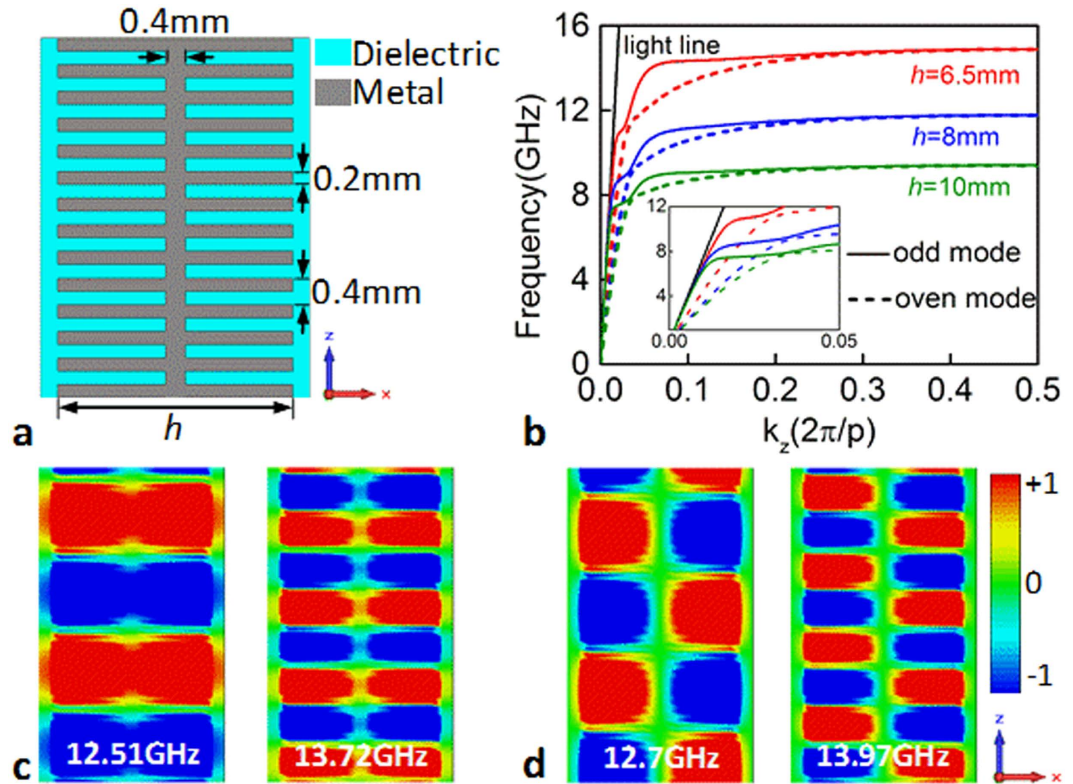 0.4mm
Dielectric
Metal
0.2mm
0.4mm
z
x
h
a
16
12
8
4
0
Frequency(GHz)
light line
h=6.5mm
h=8mm
h=10mm
12
8
4
0.00
0.05
odd mode
oven mode
0.0 0.1 0.2 0.3 0.4 0.5
k_z(2π/p)
b
12.51GHz
13.72GHz
c
12.7GHz
13.97GHz
d
+1
0
-1
z
x